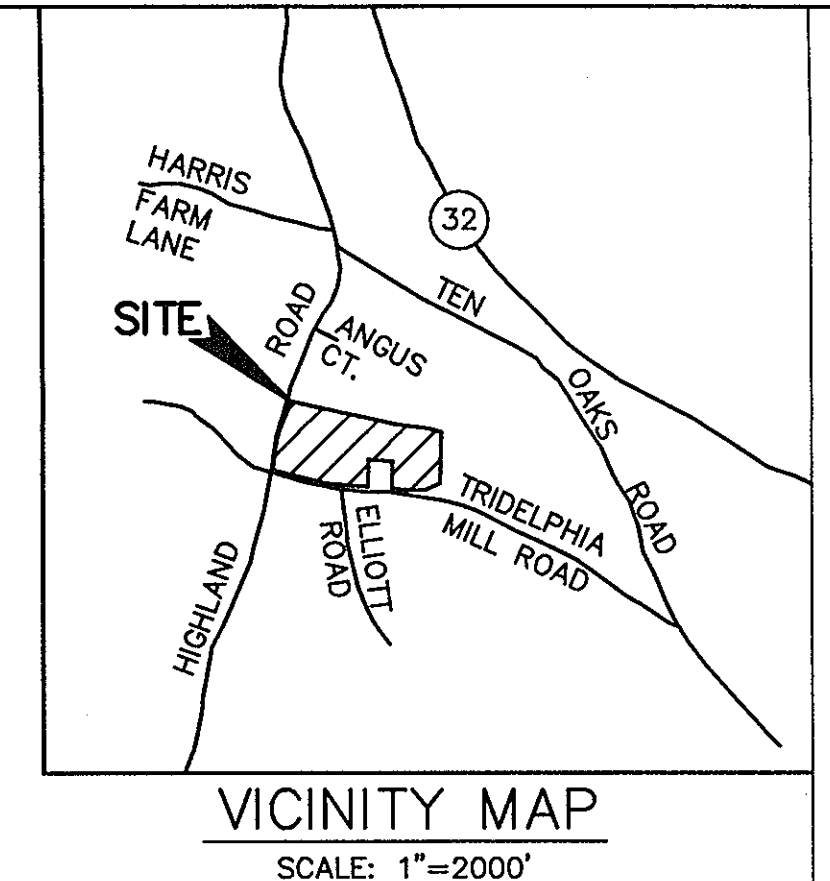 HARRIS
FARM
LANE
32
TEN
OAKS
ROAD
SITE
ROAD
ANGUS
CT.
TRIDELPHIA
MILL ROAD
ELLIOTT
ROAD
HIGHLAND
VICINITY MAP
SCALE: 1"=2000'